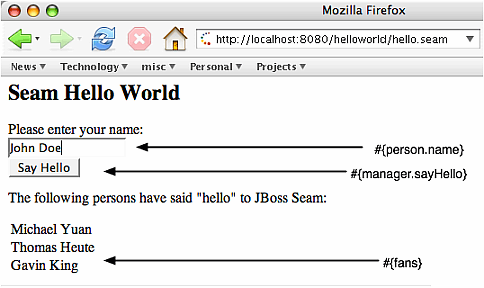 Mozilla Firefox
http://localhost:8080/helloworld/hello.seam
News Technology misc Personal Projects
Seam Hello World
Please enter your name:
John Doe #{person.name}
Say Hello #{manager.sayHello}
The following persons have said "hello" to JBoss Seam:
Michael Yuan
Thomas Heute
Gavin King #{fans}